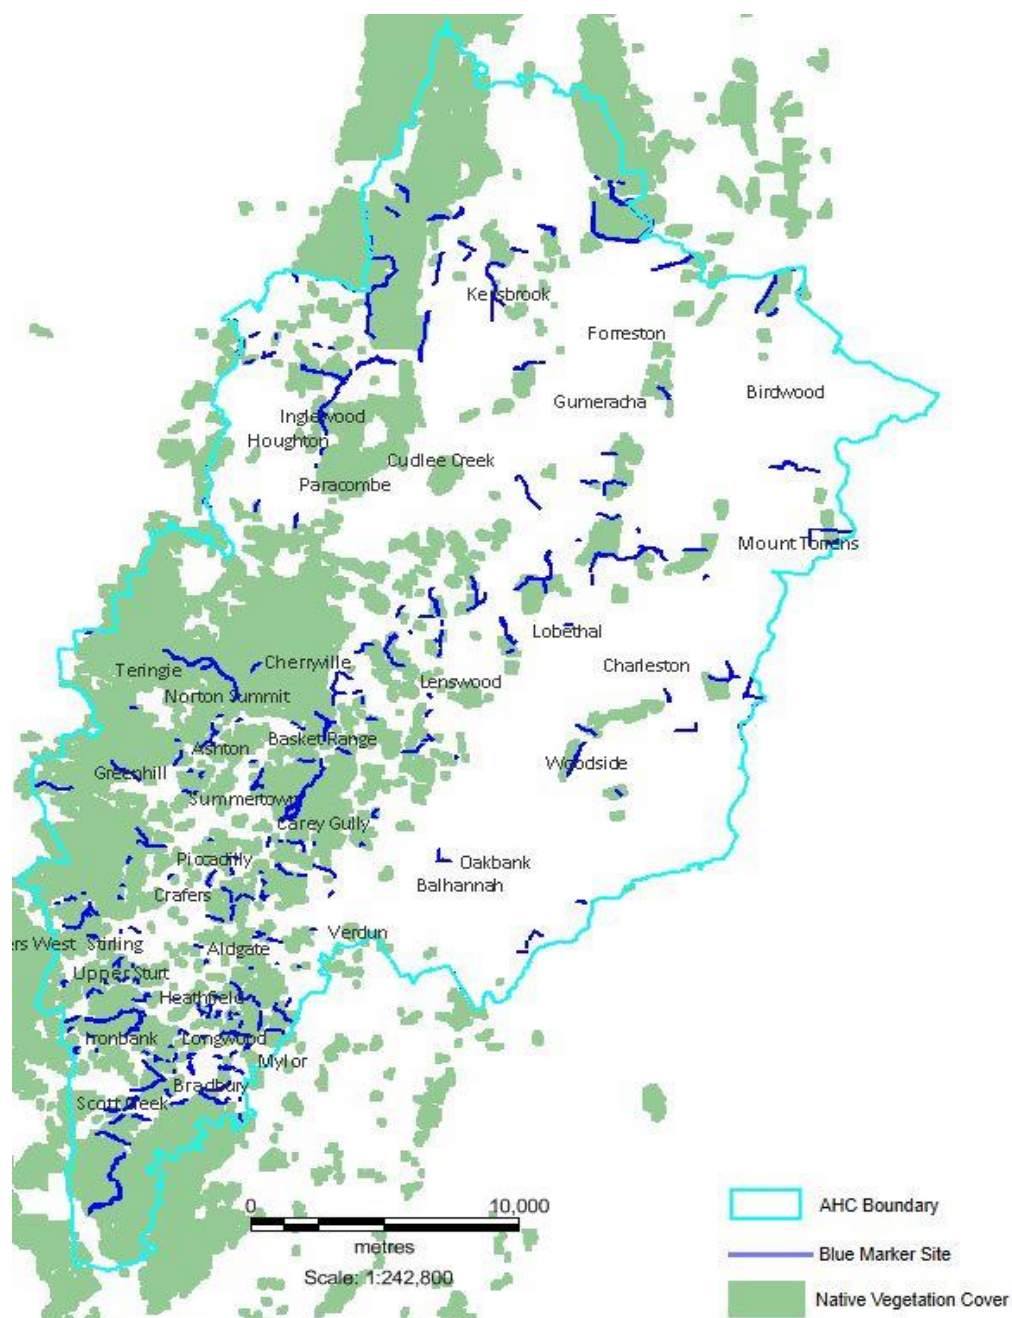 Kersbrook
Forreston
Birdwood
Gumeracha
Inglewood
Houghton
Cudlee Creek
Paracombe
Mount Torrens
Lobethal
Cherryville
Charleston
Teringie
Lenswood
Norton Summit
Basket Range
Ashton
Woodside
Greenhill
Summertown
Carey Gully
Piccadilly
Oakbank
Balhannah
Crafers
Verdun
ers West Stirling
Aldgate
Upper Sturt
Heathfield
Ironbank
Longwood
Mylor
Bradbury
Scott Creek
0 10,000
metres
Scale: 1:242,800
AHC Boundary
Blue Marker Site
Native Vegetation Cover